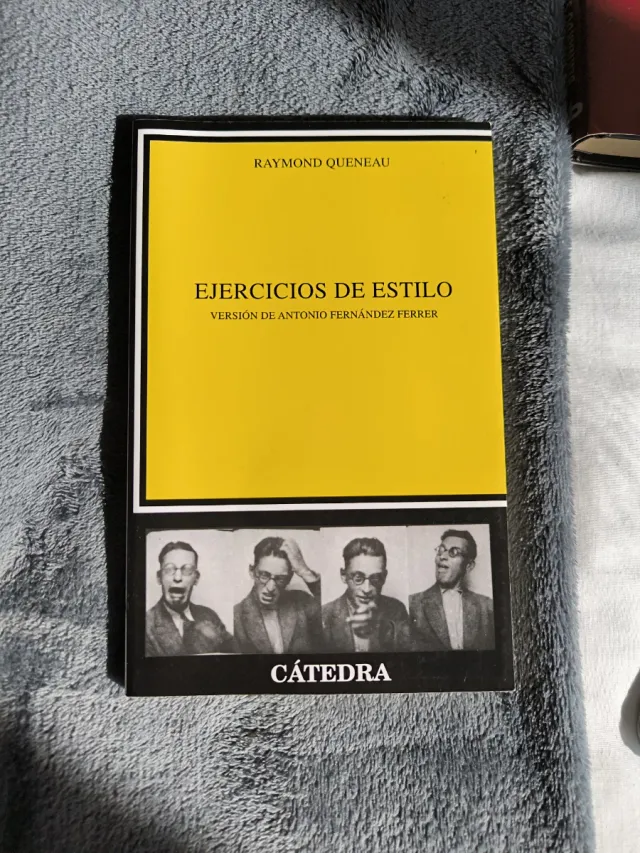 RAYMOND QUENEAU
EJERCICIOS DE ESTILO
VERSIÓN DE ANTONIO FERNÁNDEZ FERRER
CÁTEDRA